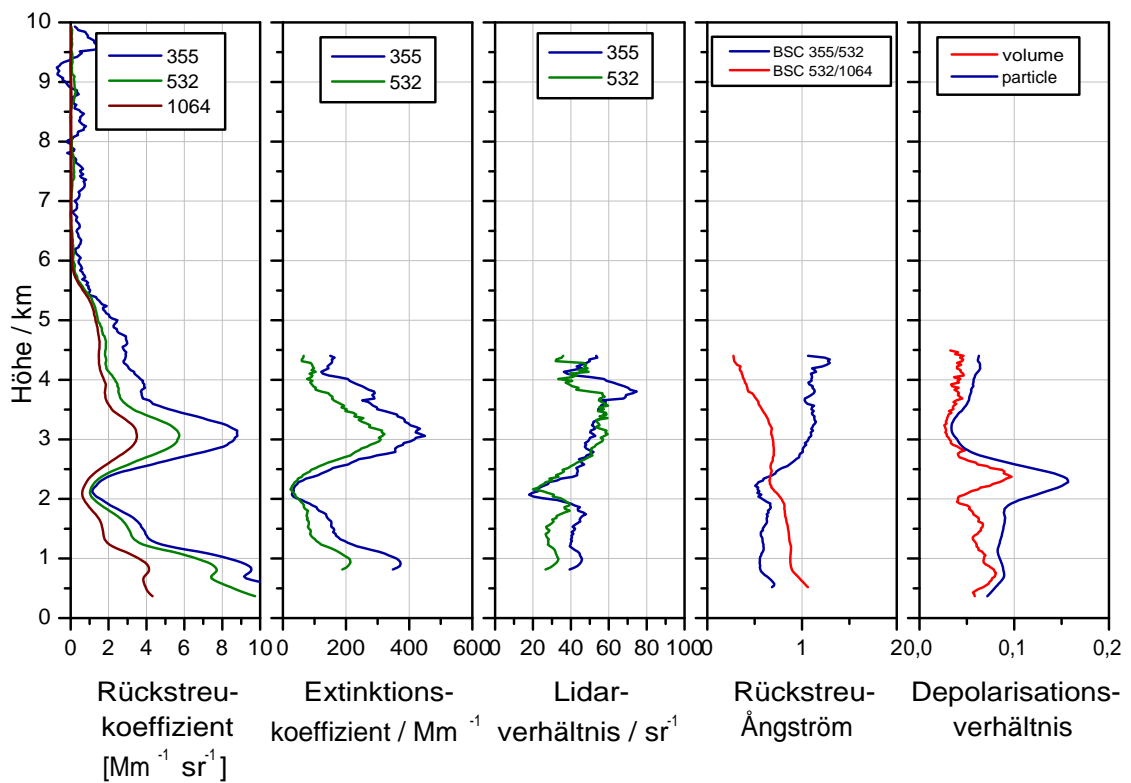 10
9
8
7
6
5
4
3
2
1
0
Höhe / km
355
532
1064
355
532
355
532
BSC 355/532
BSC 532/1064
volume
particle
0 2 4 6 8 10
0 200 400 600
0 20 40 60 80 100
0 1 2
0,0 0,1 0,2
Rückstreu-
koeffizient
[Mm -1 sr-1]
Extinktions-
koeffizient / Mm -1
Lidar-
verhältnis / sr-1
Rückstreu-
Ångström
Depolarisations-
verhältnis